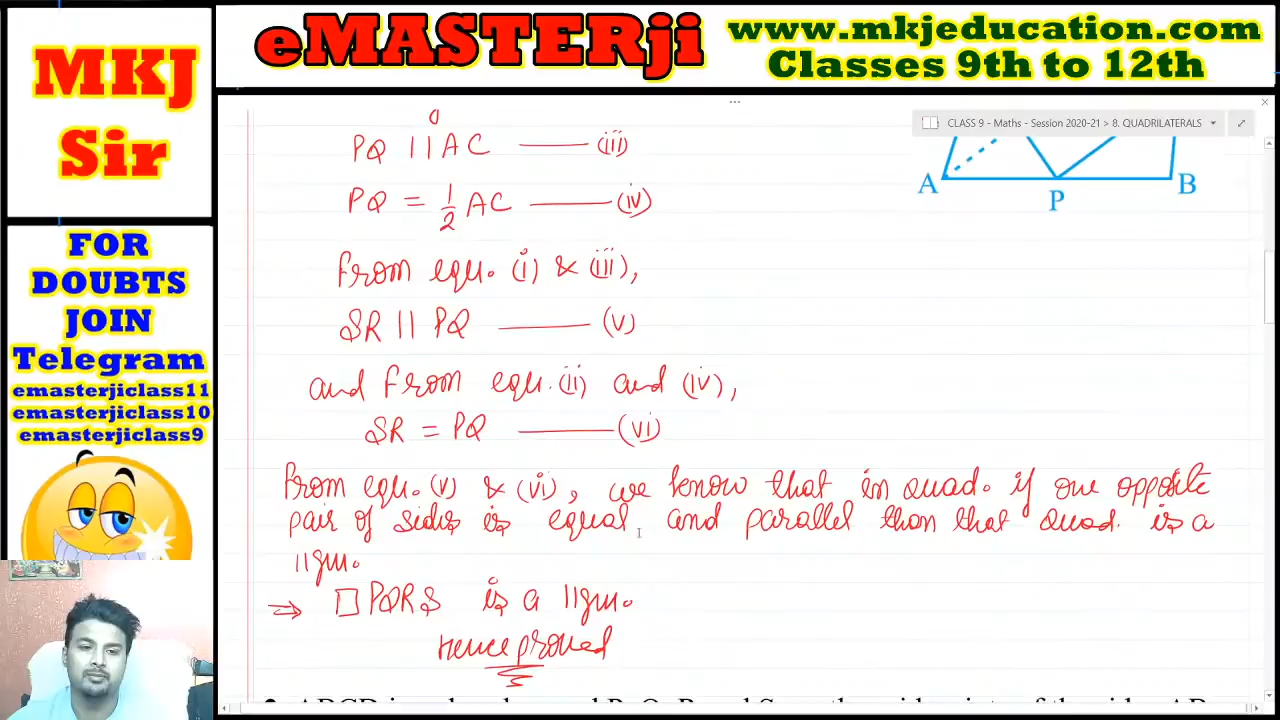 MKJ
Sir
eMASTERji
www.mkjeducation.com
Classes 9th to 12th
FOR
DOUBTS
JOIN
Telegram
emasterjiclass11
emasterjiclass10
emasterjiclass9
CLASS 9 - Maths - Session 2020-21 > 8. QUADRILATERALS
A
P
B
PQ || AC —— (iii)
PQ = 1/2 AC —— (iv)
From equ. (i) & (iii),
SR || PQ —— (v)
and From equ. (ii) and (iv),
SR = PQ —— (vi)
From equ. (v) & (vi), we know that in quad. if one opposite
pair of sides is equal and parallel than that quad. is a
||gm.
⇒ □PQRS is a ||gm.
Hence proved